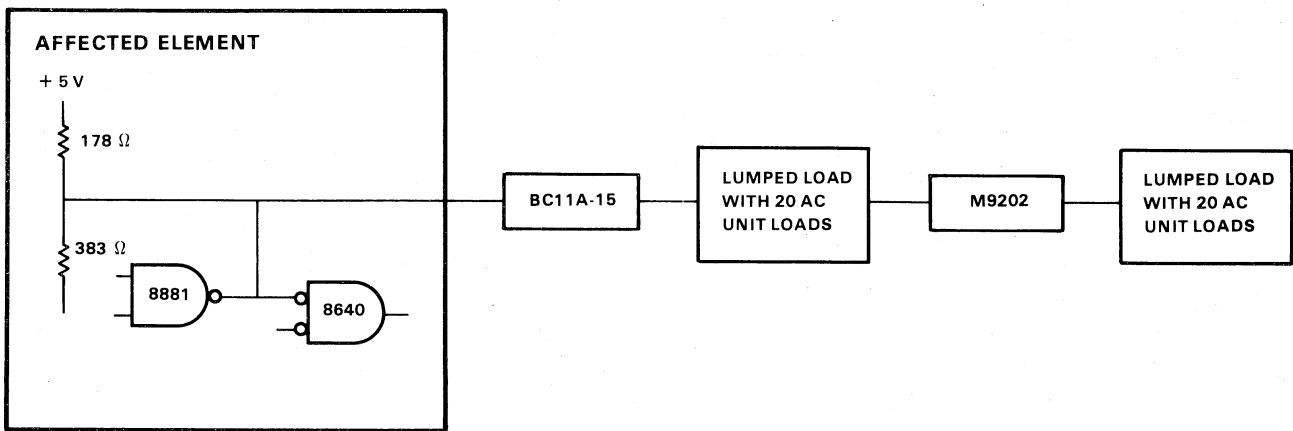 AFFECTED ELEMENT
+ 5 V
178 Ω
383 Ω
8881
8640
BC11A-15
LUMPED LOAD
WITH 20 AC
UNIT LOADS
M9202
LUMPED LOAD
WITH 20 AC
UNIT LOADS